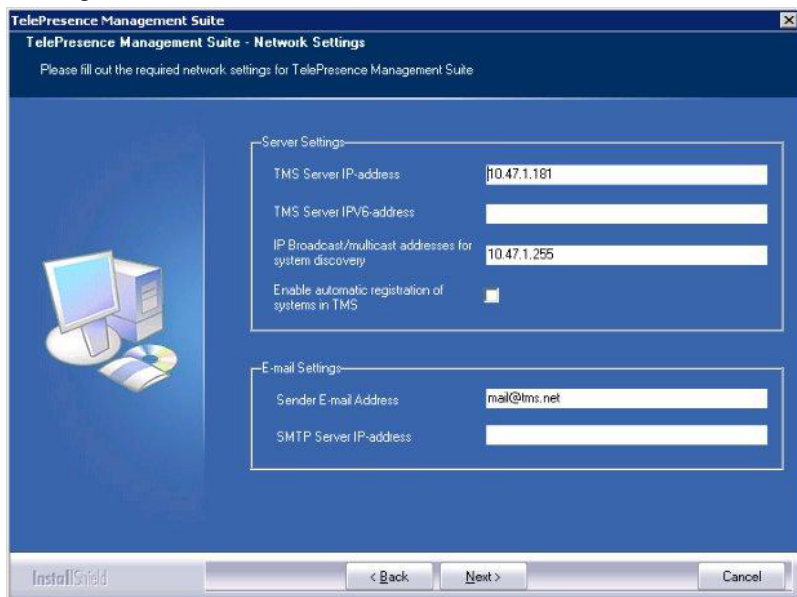 TelePresence Management Suite
TelePresence Management Suite - Network Settings
Please fill out the required network settings for TelePresence Management Suite
Server Settings
TMS Server IP-address
10.47.1.181
TMS Server IPV6-address
IP Broadcast/multicast addresses for
system discovery
10.47.1.255
Enable automatic registration of
systems in TMS
E-mail Settings
Sender E-mail Address
mail@tms.net
SMTP Server IP-address
InstallShield
< Back
Next >
Cancel